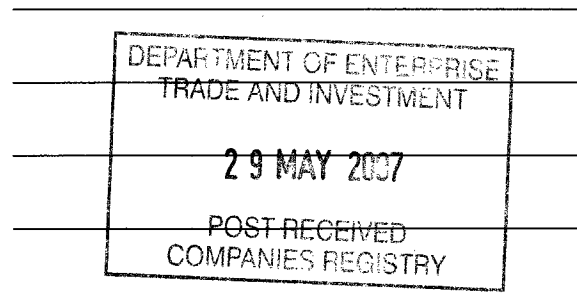 DEPARTMENT OF ENTERPRISE
TRADE AND INVESTMENT
29 MAY 2007
POST RECEIVED
COMPANIES REGISTRY